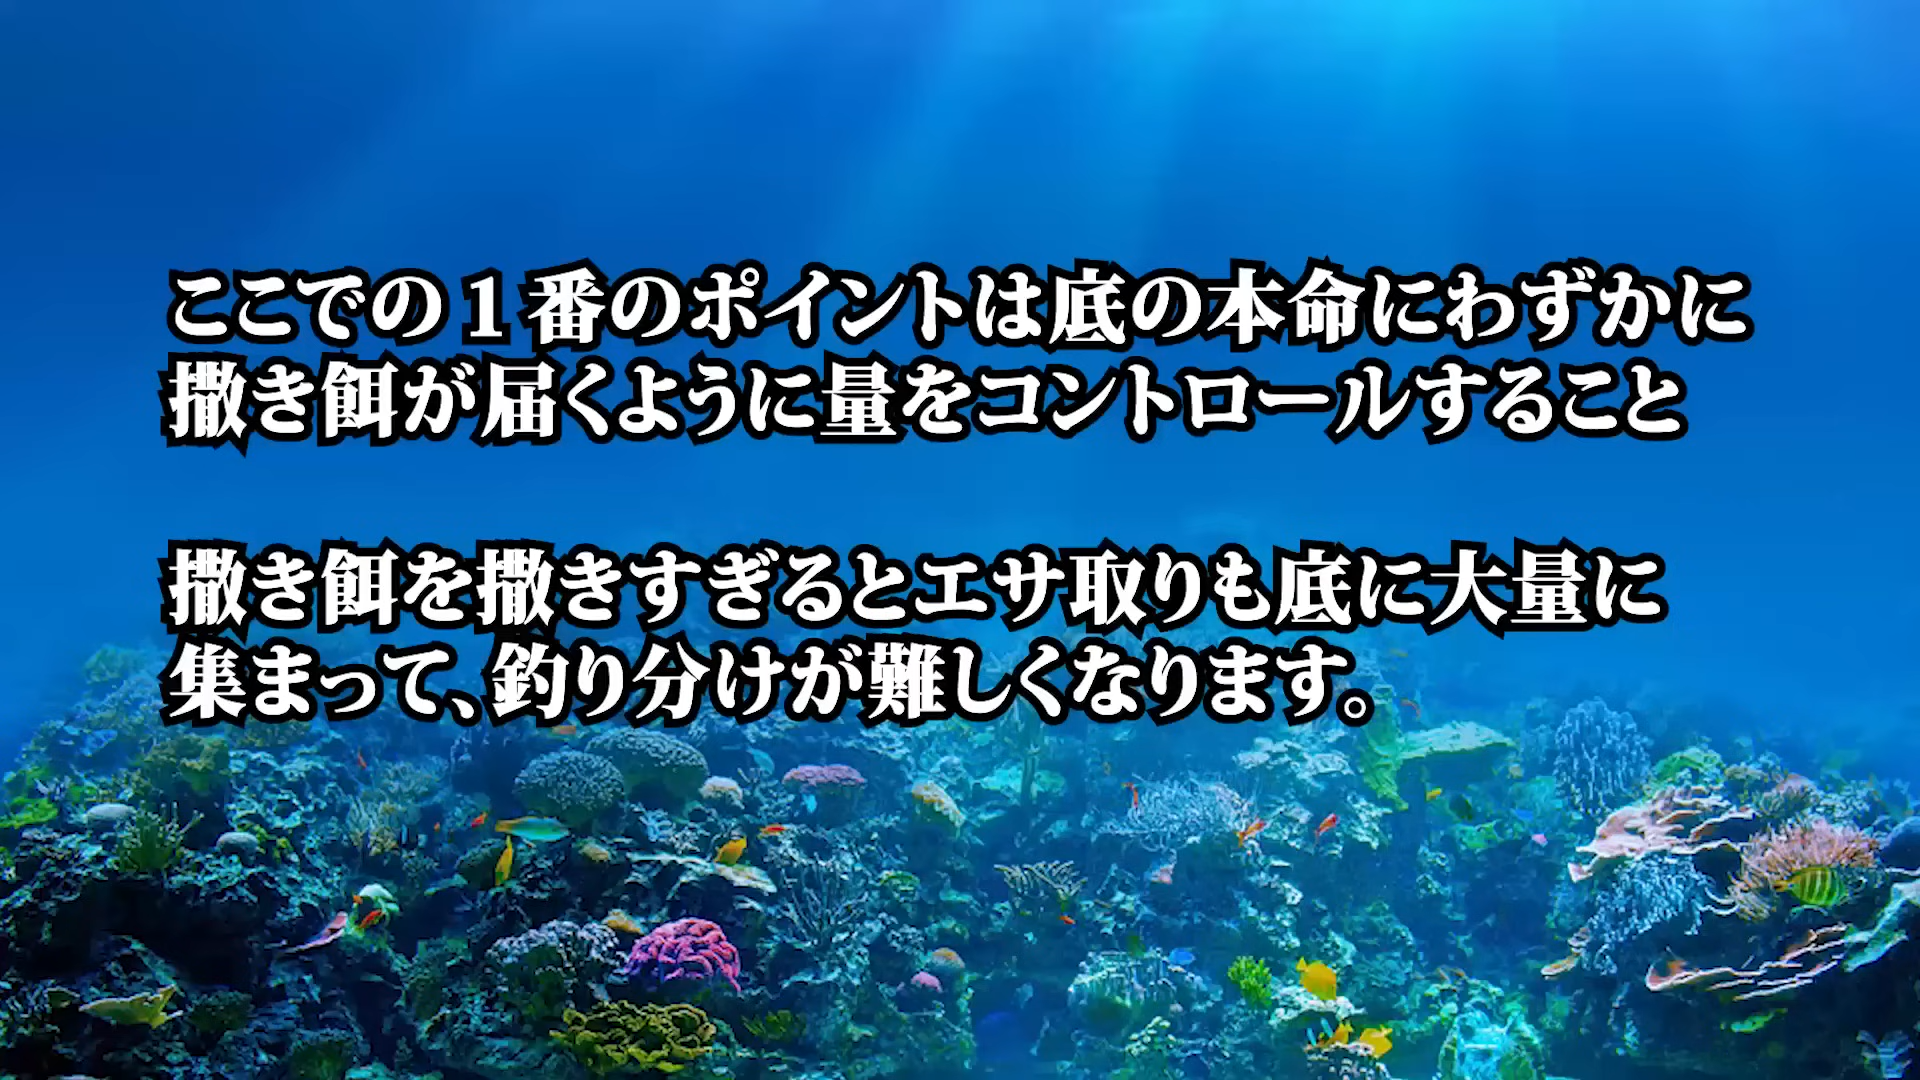 ここでの1番のポイントは底の本命にわずかに
撒き餌が届くように量をコントロールすること
撒き餌を撒きすぎるとエサ取りも底に大量に
集まって、釣り分けが難しくなります。